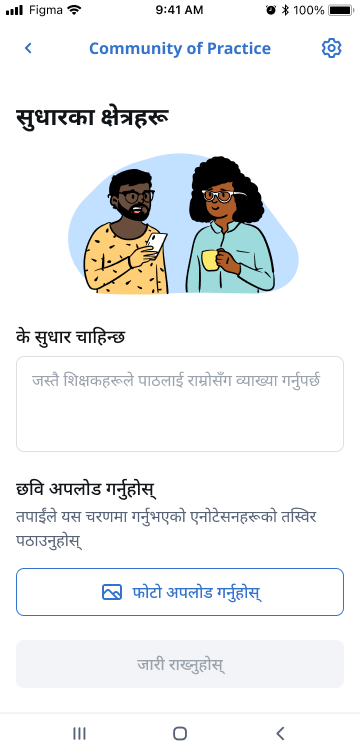 Figma 9:41 AM 100%
Community of Practice
सुधारका क्षेत्रहरू
के सुधार चाहिन्छ
जस्तै शिक्षकहरूले पाठलाई राम्रोसँग व्याख्या गर्नुपर्छ
छवि अपलोड गर्नुहोस्
तपाईंले यस चरणमा गर्नुभएको एनोटेसनहरूको तस्विर
पठाउनुहोस्
फोटो अपलोड गर्नुहोस्
जारी राख्नुहोस्